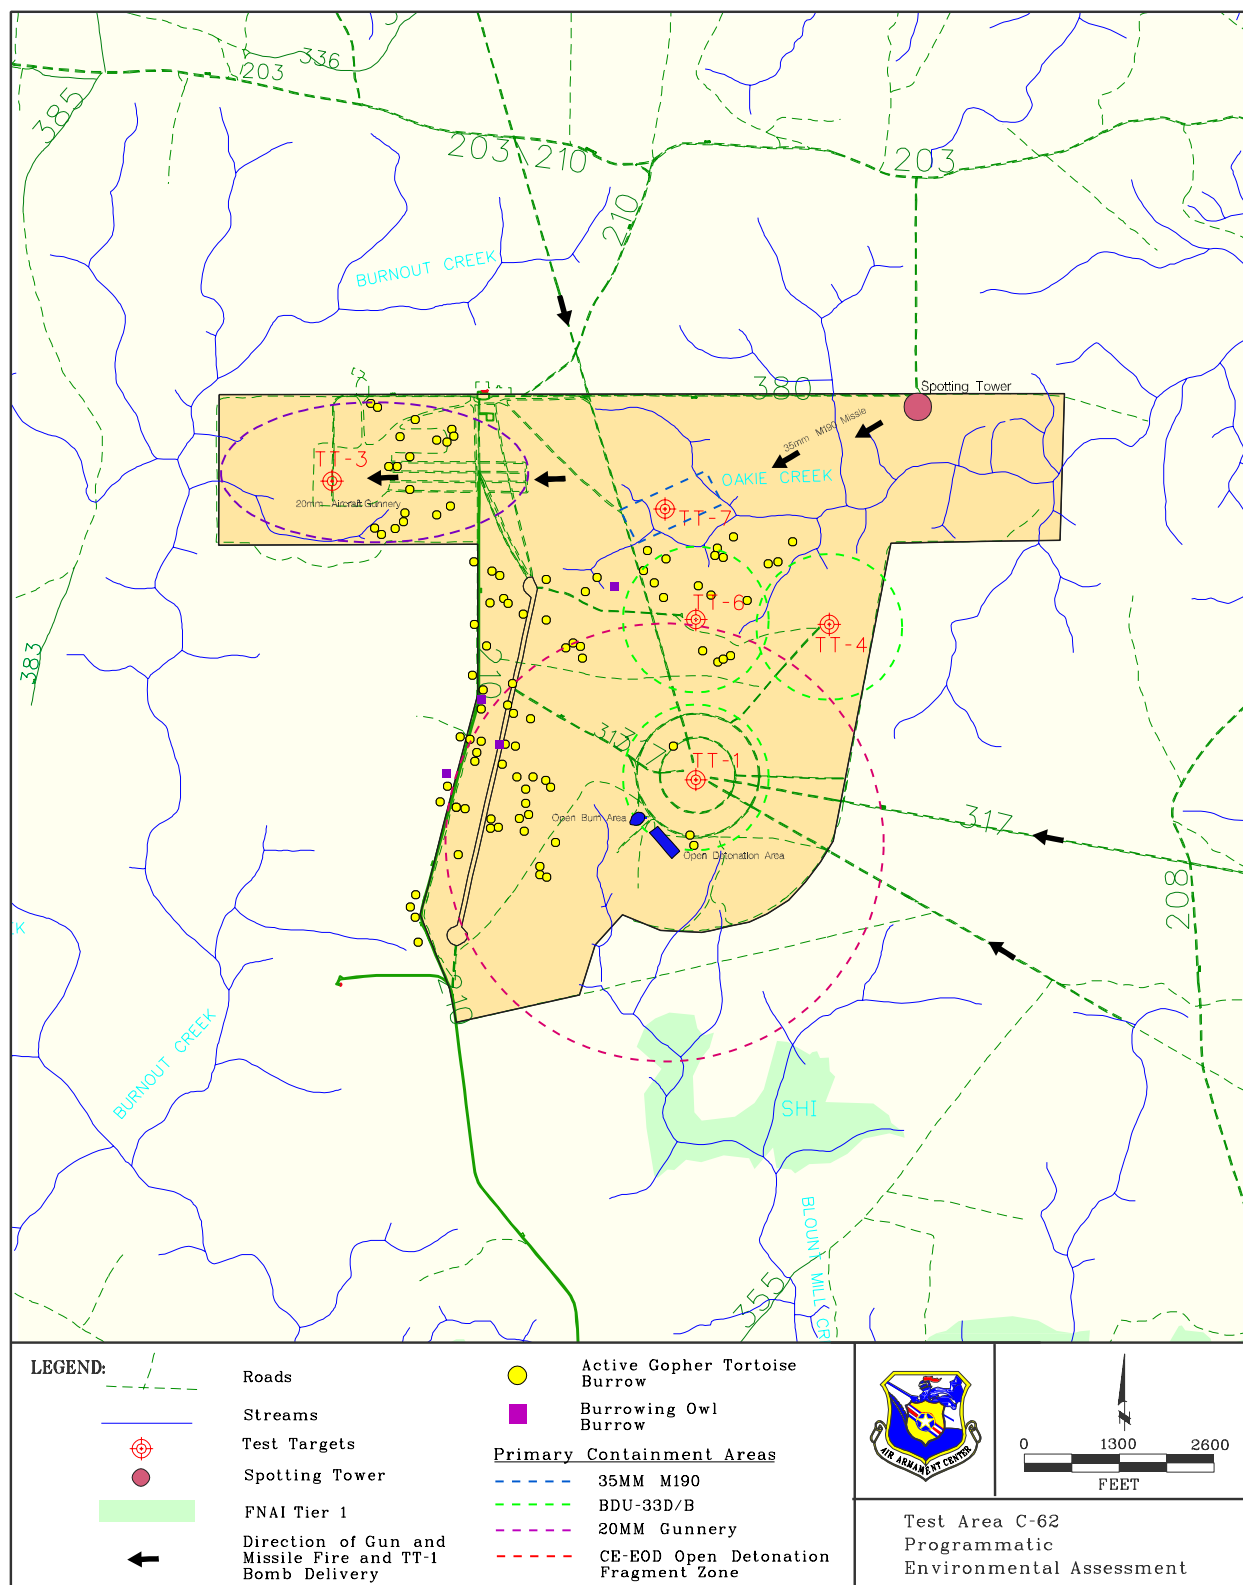 336
203
385
203
210
203
210
BURNOUT CREEK
380
Spotting Tower
35mm M190 Missle
TT-3
OAKIE CREEK
20mm Aircraft Gunnery
TT-7
TT-6
TT-4
383
210
313
317
TT-1
Open Burn Area
317
Open Detonation Area
208
K
210
BURNOUT CREEK
SHI
BLOUNT MILL CR
355
LEGEND:
Roads
Streams
Test Targets
Spotting Tower
FNAI Tier 1
Direction of Gun and
Missile Fire and TT-1
Bomb Delivery
Active Gopher Tortoise
Burrow
Burrowing Owl
Burrow
Primary Containment Areas
35MM M190
BDU-33D/B
20MM Gunnery
CE-EOD Open Detonation
Fragment Zone
AIR ARMAMENT CENTER
0 1300 2600
FEET
Test Area C-62
Programmatic
Environmental Assessment